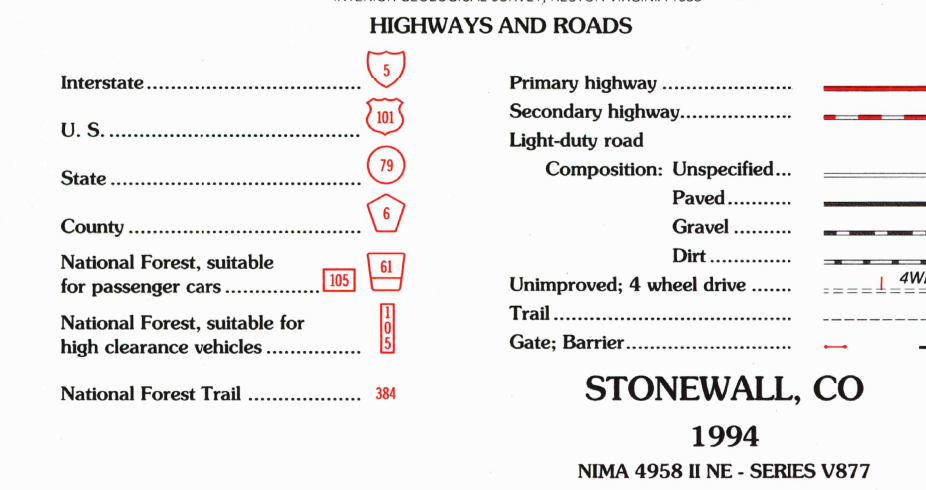 HIGHWAYS AND ROADS
Interstate 5
U. S. 101
State 79
County 6
National Forest, suitable
for passenger cars 105 61
National Forest, suitable for
high clearance vehicles 105
National Forest Trail 384
Primary highway
Secondary highway
Light-duty road
Composition: Unspecified
Paved
Gravel
Dirt
Unimproved; 4 wheel drive
Trail
Gate; Barrier
STONEWALL, CO
1994
NIMA 4958 II NE - SERIES V877